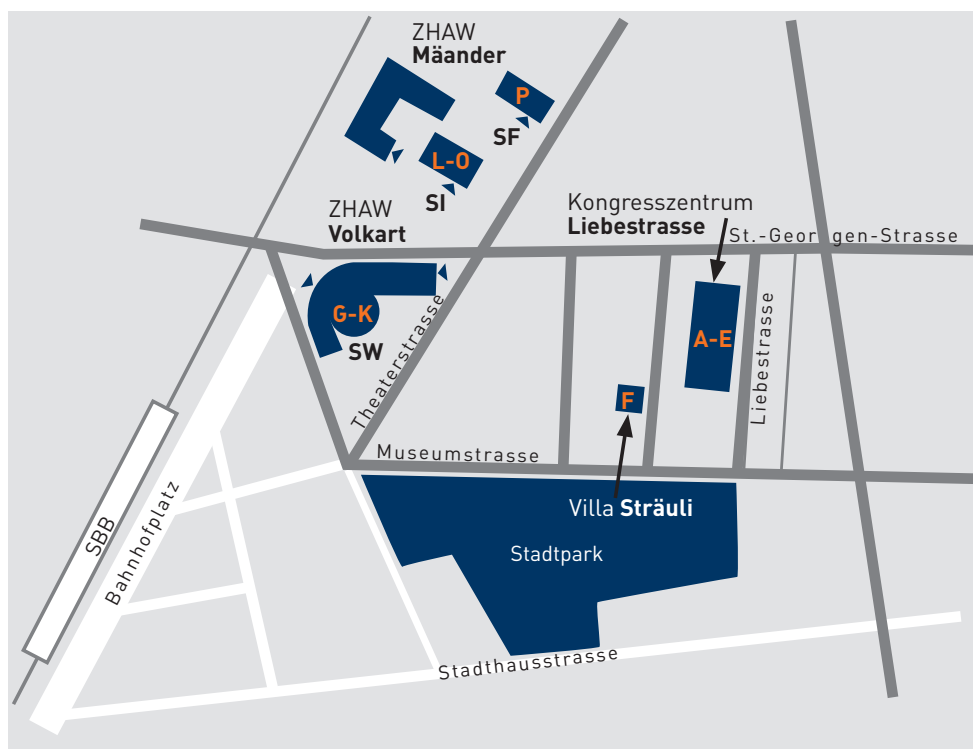 ZHAW
Mäander
P
SF
L-O
SI
ZHAW
Volkart
Kongresszentrum
Liebestrasse
St.-Georgen-Strasse
G-K
SW
Theaterstrasse
A-E
Liebestrasse
F
Museumstrasse
Villa Sträuli
SBB
Bahnhofplatz
Stadtpark
Stadthausstrasse